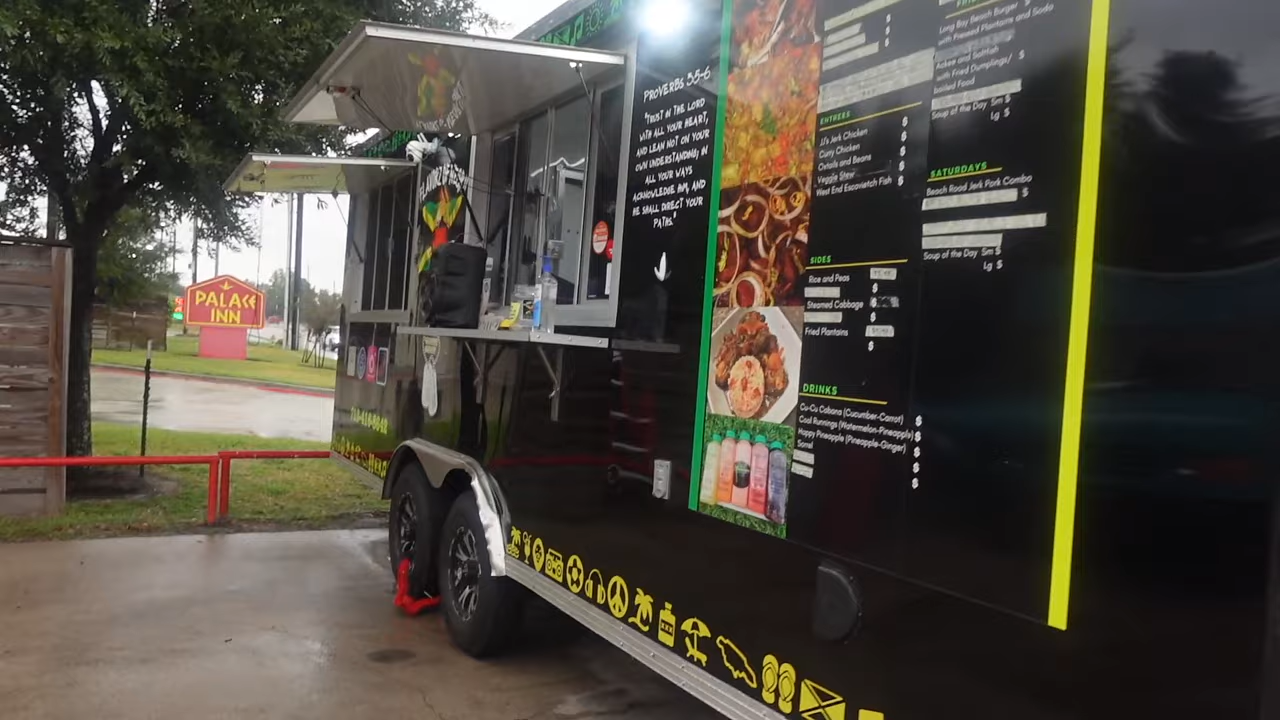 PROVERBS 3:5-6
"TRUST IN THE LORD
WITH ALL YOUR HEART,
AND LEAN NOT ON YOUR
OWN UNDERSTANDING; IN
ALL YOUR WAYS
ACKNOWLEDGE HIM, AND
HE SHALL DIRECT YOUR
PATHS."
PALACE
INN
ENTREES
JJ's Jerk Chicken $
Curry Chicken $
Oxtails and Beans $
Veggie Stew $
West End Escovietch Fish $
SIDES
Rice and Peas
Steamed Cabbage $
Fried Plantains
$
DRINKS
Cu-Cu Cabana (Cucumber-Carrot) $
Cool Runnings (Watermelon-Pineapple) $
Happy Pineapple (Pineapple-Ginger) $
Sorrel $
$
Long Bay Beach Burger
with Pressed Plantains and Soda
Ackee and Saltfish $
with Fried Dumplings/
boiled Food
Soup of the Day Sm $
Lg $
SATURDAYS
Beach Road Jerk Pork Combo
Soup of the Day Sm $
Lg $